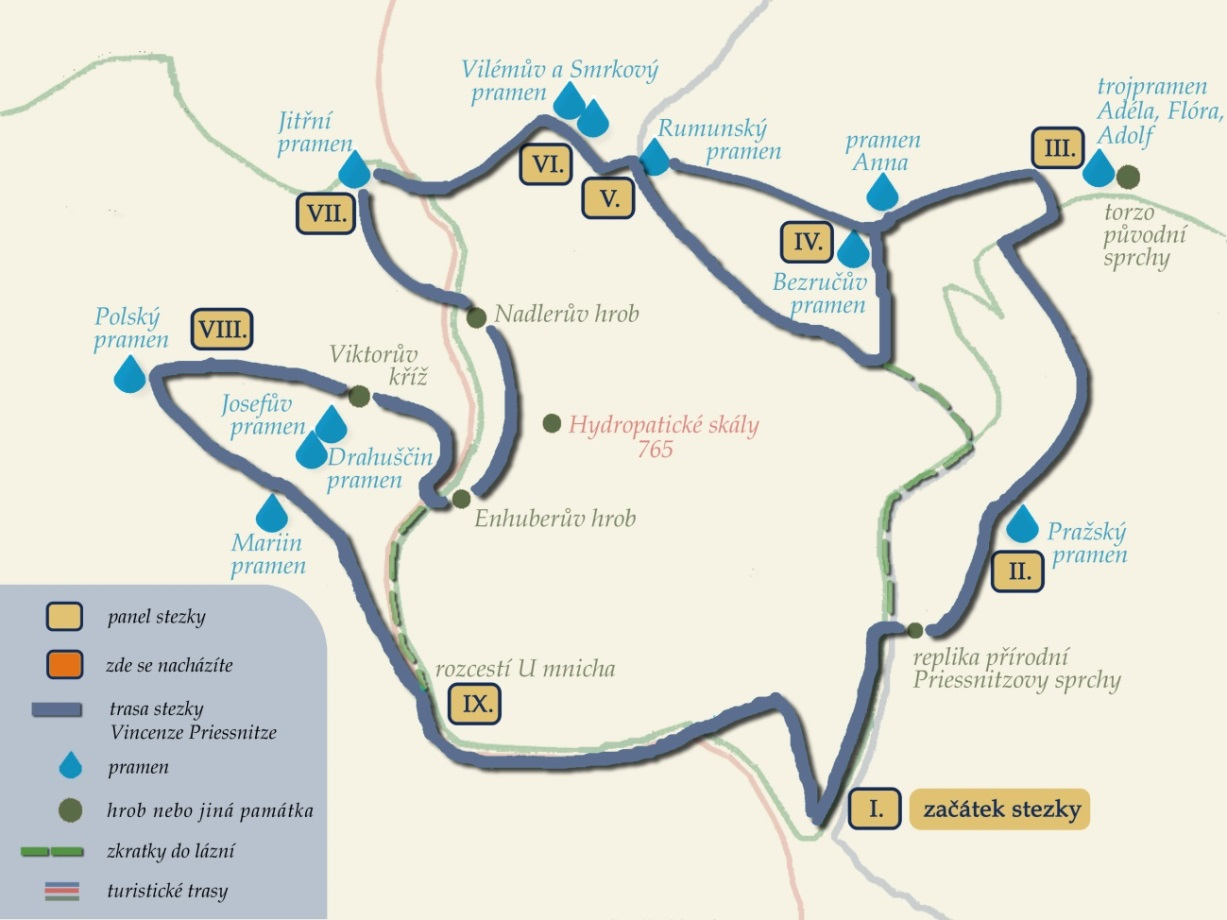 Vilémův a Smrkový
pramen
Jitřní
pramen
VII.
VI.
V.
Rumunský
pramen
pramen
Anna
IV.
Bezručův
pramen
III.
trojpramen
Adéla, Flóra,
Adolf
torzo
původní
sprchy
Polský
pramen
VIII.
Viktorův
kříž
Nadlerův hrob
Josefův
pramen
Drahuščin
pramen
Hydropatické skály
765
Enhuberův hrob
Mariin
pramen
Pražský
pramen
II.
replika přírodní
Priessnitzovy sprchy
rozcestí U mnicha
IX.
I.
začátek stezky
panel stezky
zde se nacházíte
trasa stezky
Vincenze Priessnitze
pramen
hrob nebo jiná památka
zkratky do lázní
turistické trasy